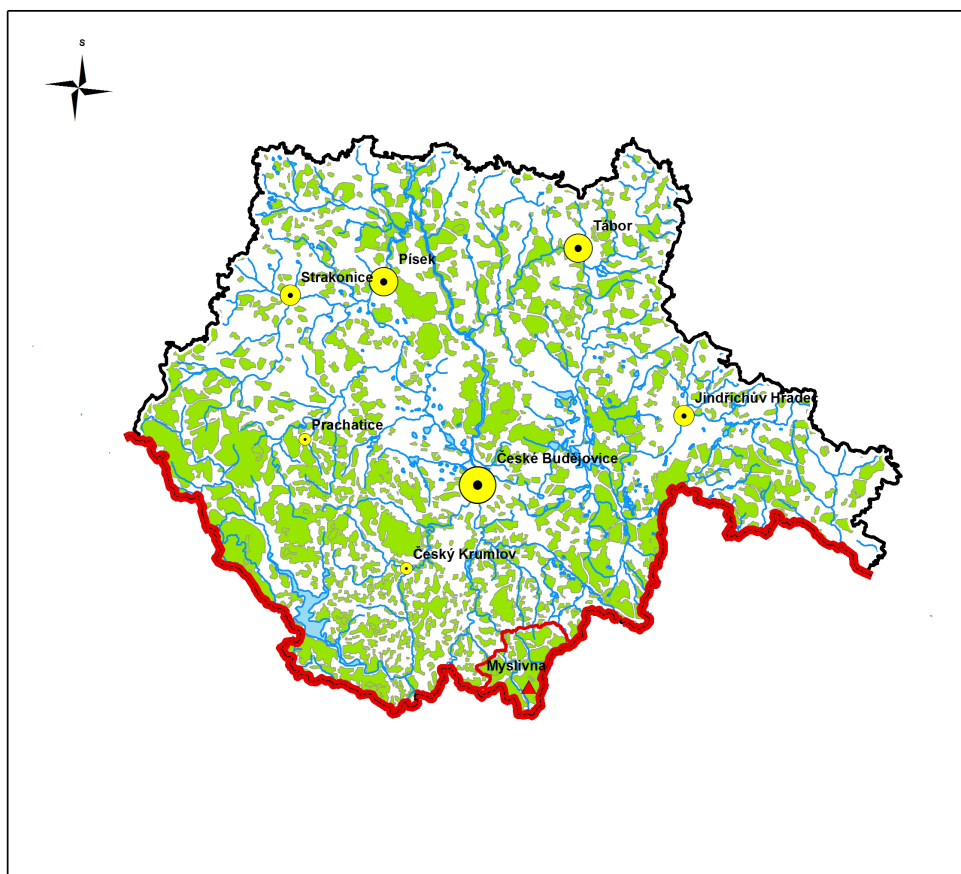 S
Tábor
Písek
Strakonice
Jindřichův Hradec
Prachatice
České Budějovice
Český Krumlov
Myslivna